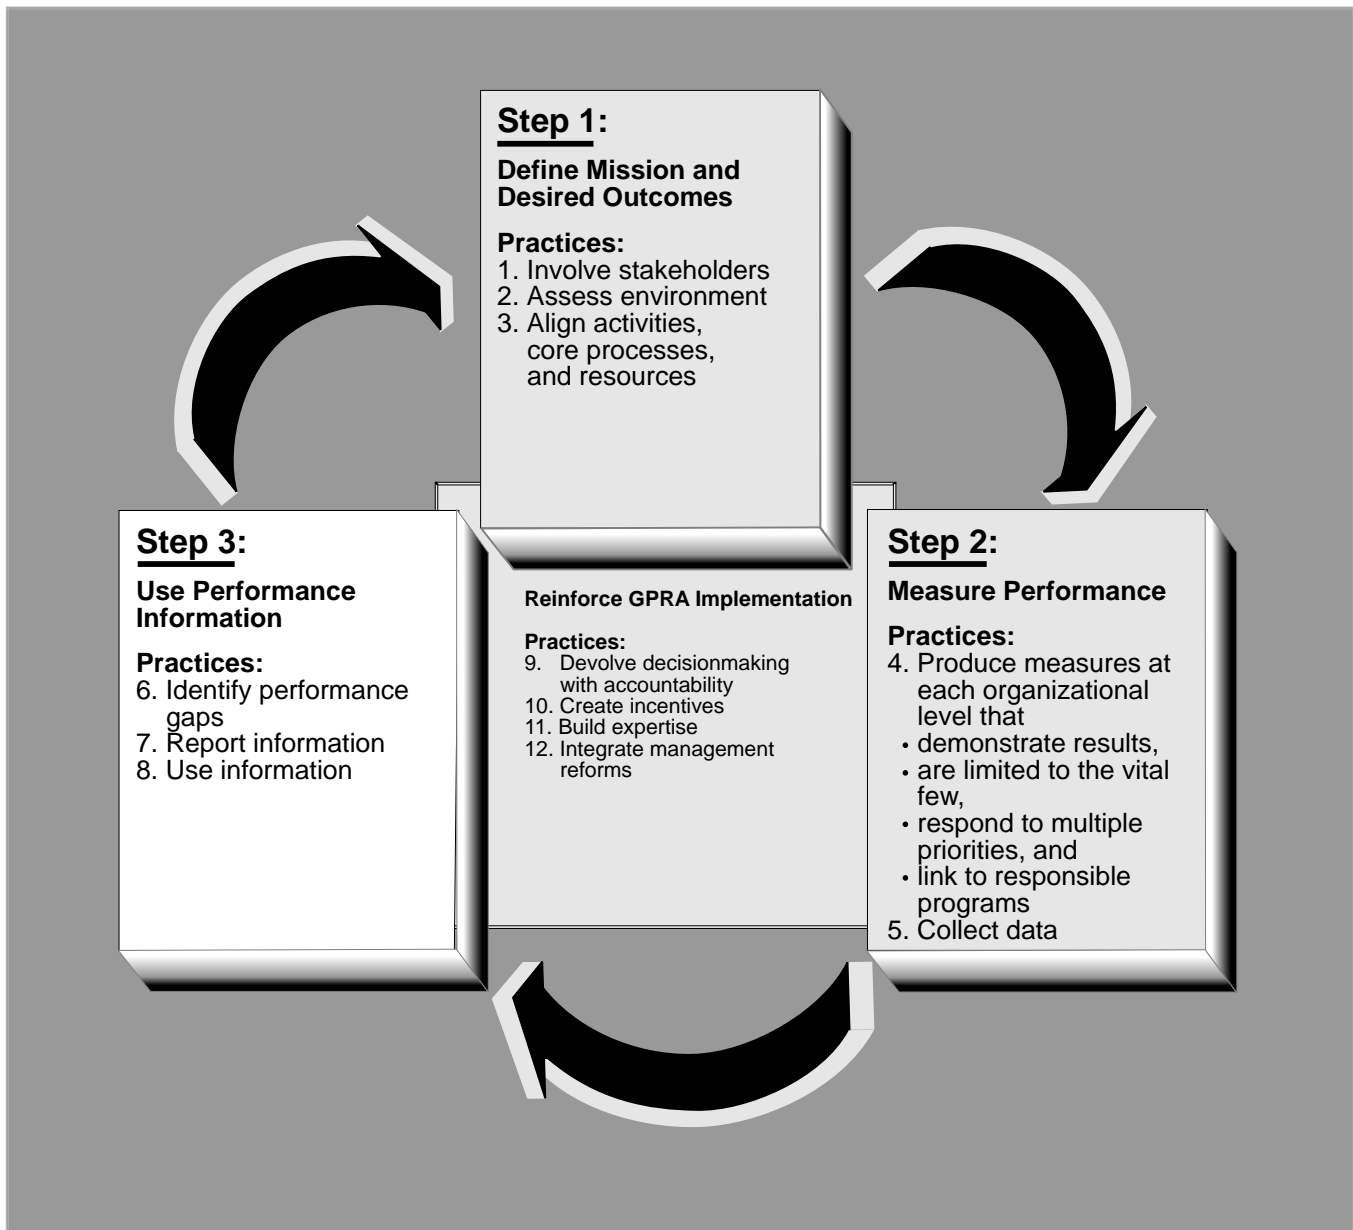 Step 1:
Define Mission and
Desired Outcomes
Practices:
1. Involve stakeholders
2. Assess environment
3. Align activities,
core processes,
and resources
Step 2:
Measure Performance
Practices:
4. Produce measures at
each organizational
level that
• demonstrate results,
• are limited to the vital
few,
• respond to multiple
priorities, and
• link to responsible
programs
5. Collect data
Step 3:
Use Performance
Information
Practices:
6. Identify performance
gaps
7. Report information
8. Use information
Reinforce GPRA Implementation
Practices:
9. Devolve decisionmaking
with accountability
10. Create incentives
11. Build expertise
12. Integrate management
reforms